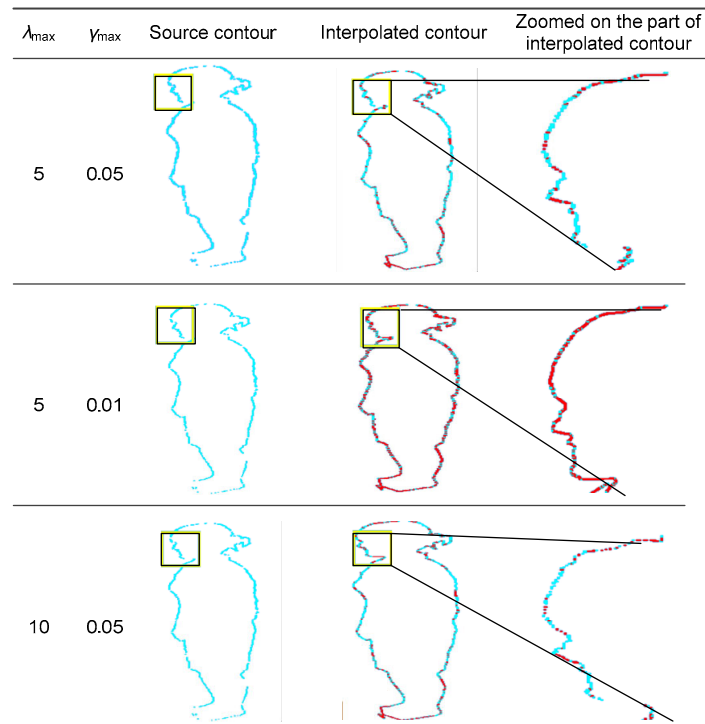 λmax γmax Source contour Interpolated contour Zoomed on the part of
interpolated contour
5 0.05
5 0.01
10 0.05